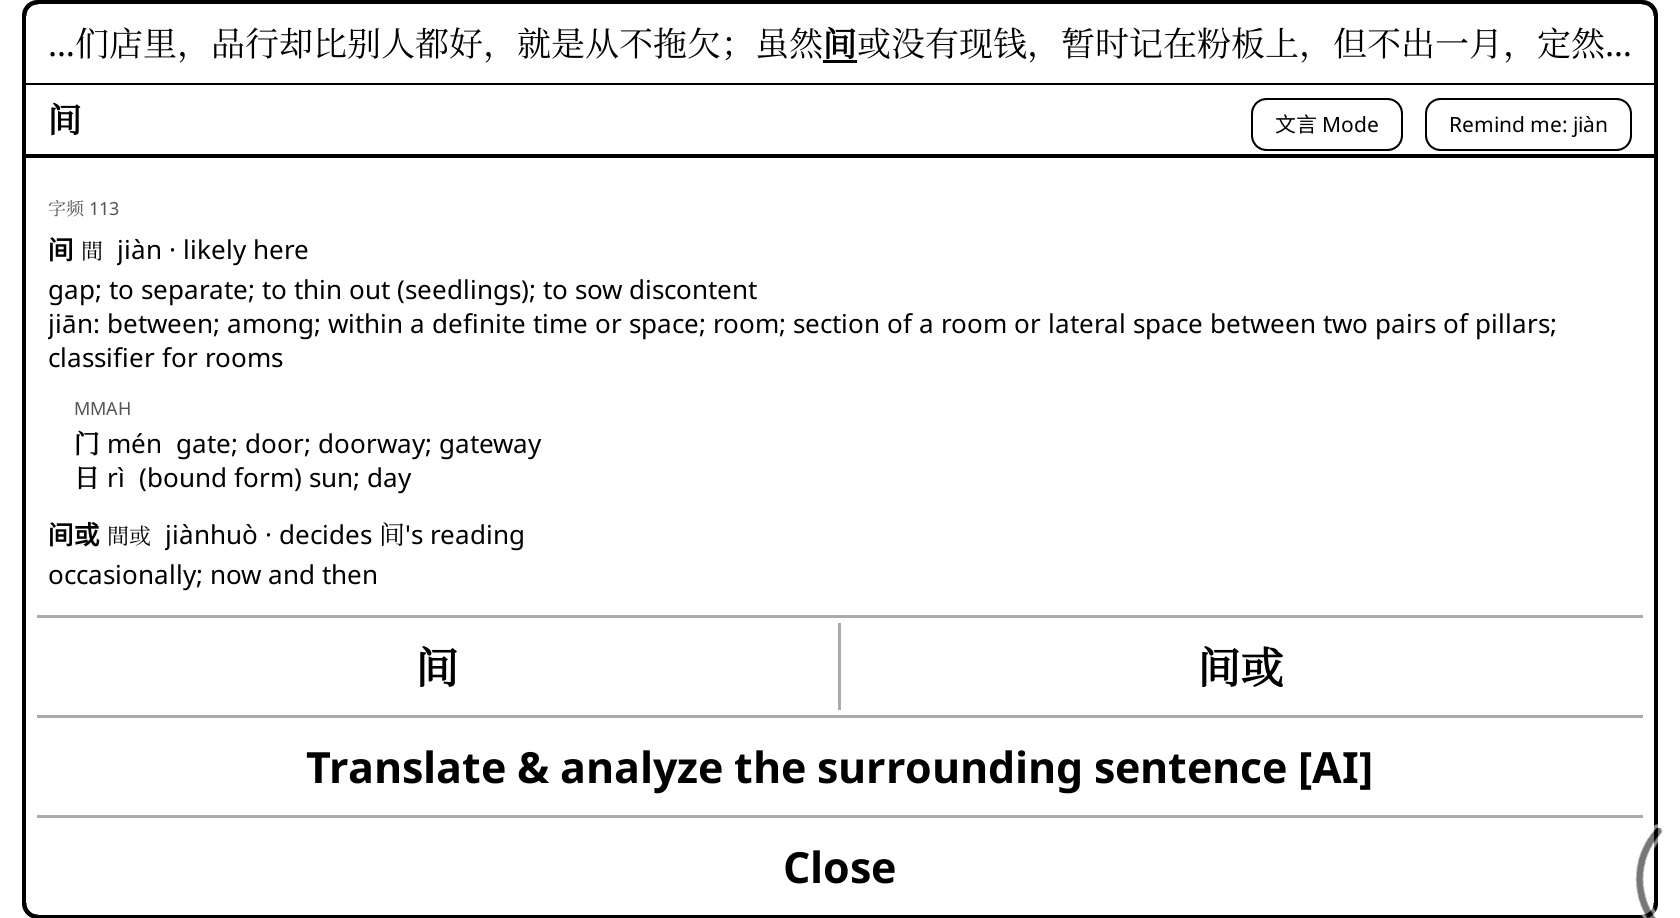 …们店里，品行却比别人都好，就是从不拖欠；虽然间或没有现钱，暂时记在粉板上，但不出一月，定然…
间
文言 Mode
Remind me: jiàn
字频 113
间 間 jiàn · likely here
gap; to separate; to thin out (seedlings); to sow discontent
jiān: between; among; within a definite time or space; room; section of a room or lateral space between two pairs of pillars;
classifier for rooms
MMAH
门 mén gate; door; doorway; gateway
日 rì (bound form) sun; day
间或 間或 jiànhuò · decides 间's reading
occasionally; now and then
间
间或
Translate & analyze the surrounding sentence [AI]
Close